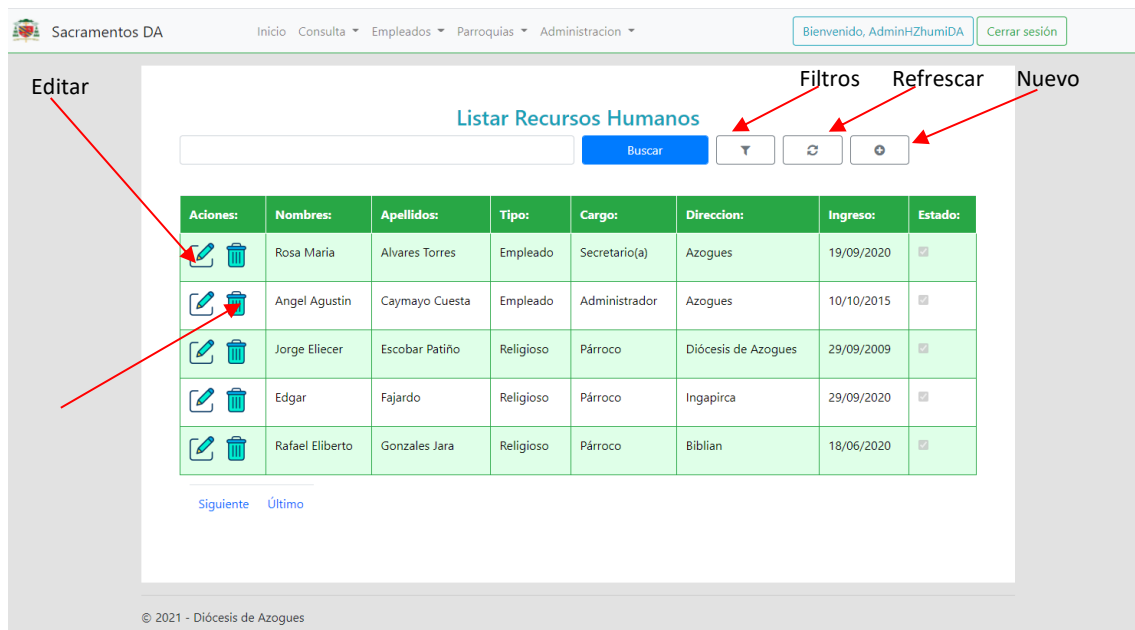 Sacramentos DA Inicio Consulta Empleados Parroquias Administracion Bienvenido, AdminHZhumiDA Cerrar sesión
Editar Filtros Refrescar Nuevo
Listar Recursos Humanos
Buscar
Aciones: Nombres: Apellidos: Tipo: Cargo: Direccion: Ingreso: Estado:
Rosa Maria Alvares Torres Empleado Secretario(a) Azogues 19/09/2020
Angel Agustin Caymayo Cuesta Empleado Administrador Azogues 10/10/2015
Jorge Eliecer Escobar Patiño Religioso Párroco Diócesis de Azogues 29/09/2009
Edgar Fajardo Religioso Párroco Ingapirca 29/09/2020
Rafael Eliberto Gonzales Jara Religioso Párroco Biblian 18/06/2020
Siguiente Último
© 2021 - Diócesis de Azogues